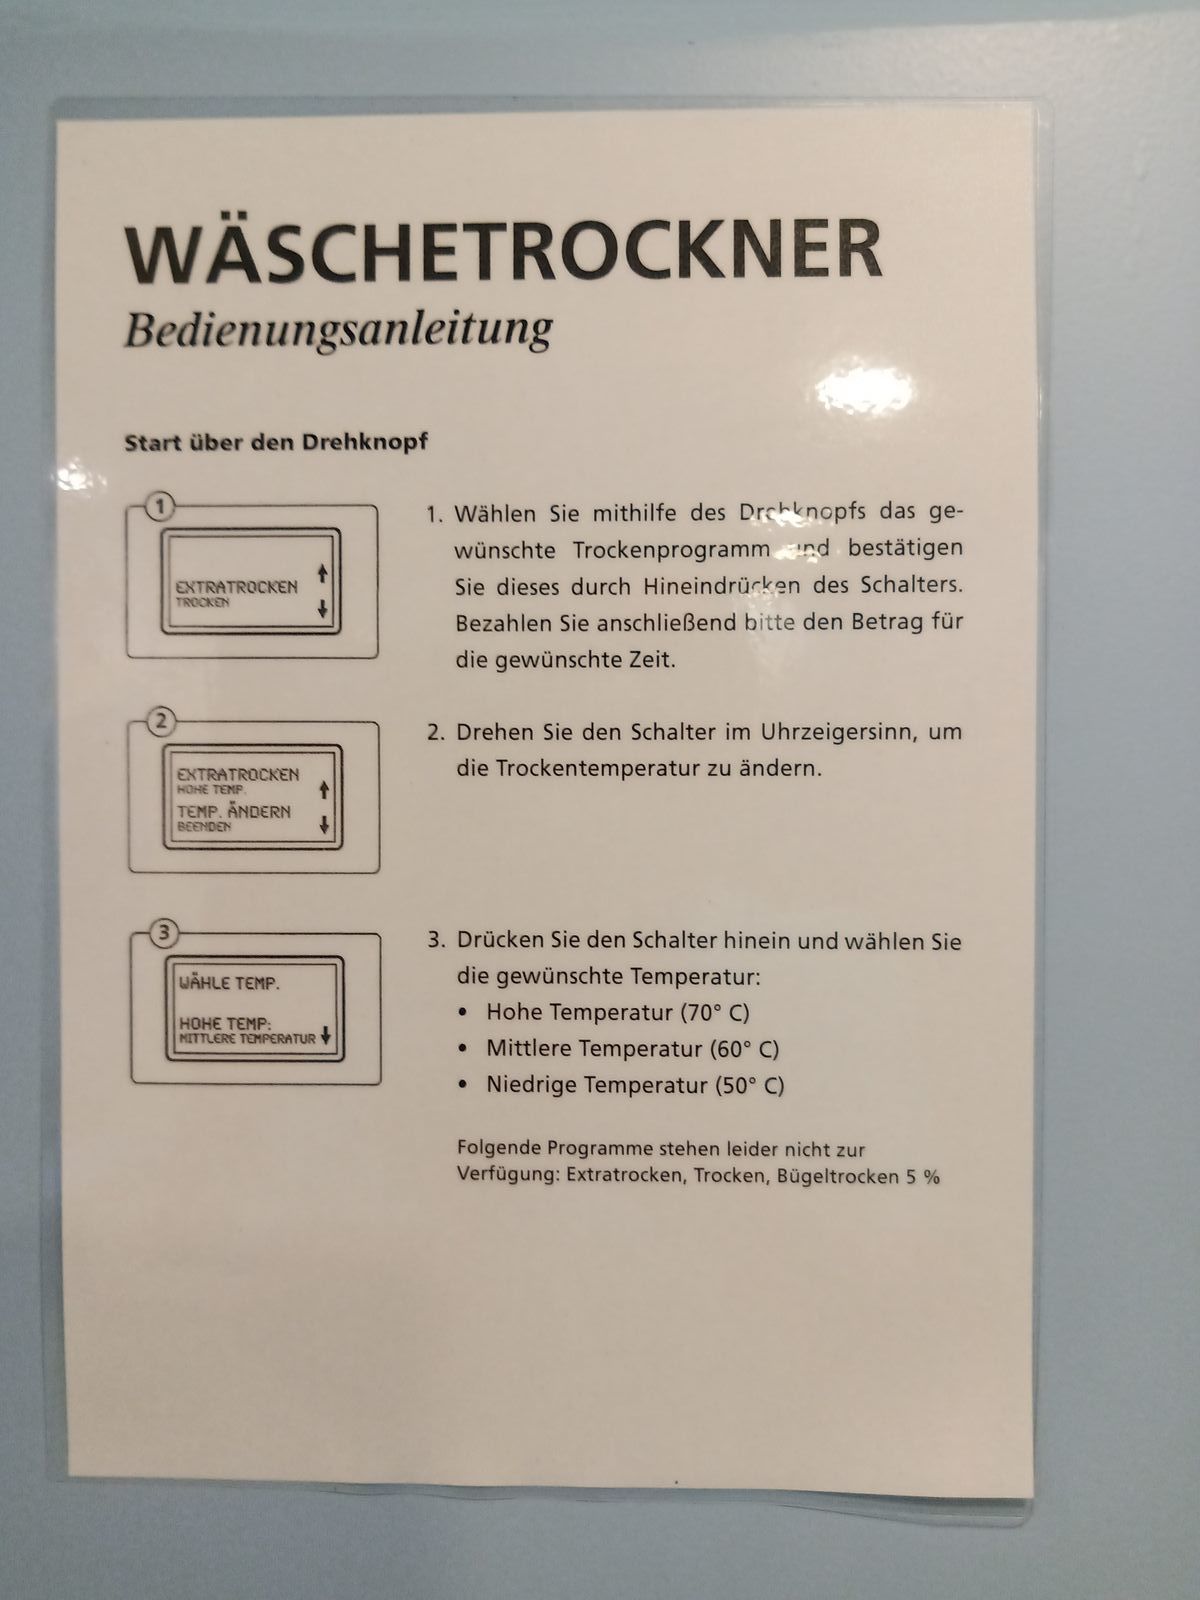 WÄSCHETROCKNER
Bedienungsanleitung
Start über den Drehknopf
1
EXTRATROCKEN
TROCKEN
1. Wählen Sie mithilfe des Drehknopfs das ge-
wünschte Trockenprogramm und bestätigen
Sie dieses durch Hineindrücken des Schalters.
Bezahlen Sie anschließend bitte den Betrag für
die gewünschte Zeit.
2
EXTRATROCKEN
HOHE TEMP.
TEMP. ÄNDERN
BEENDEN
2. Drehen Sie den Schalter im Uhrzeigersinn, um
die Trockentemperatur zu ändern.
3
WÄHLE TEMP.
HOHE TEMP:
MITTLERE TEMPERATUR
3. Drücken Sie den Schalter hinein und wählen Sie
die gewünschte Temperatur:
• Hohe Temperatur (70° C)
• Mittlere Temperatur (60° C)
• Niedrige Temperatur (50° C)
Folgende Programme stehen leider nicht zur
Verfügung: Extratrocken, Trocken, Bügeltrocken 5 %